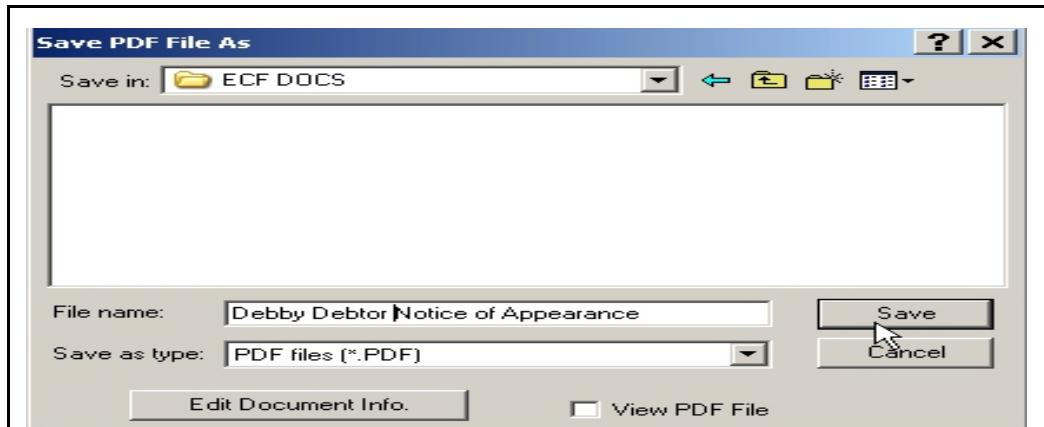 Save PDF File As
Save in: ECF DOCS
File name: Debby Debtor Notice of Appearance Save
Save as type: PDF files (*.PDF) Cancel
Edit Document Info. View PDF File